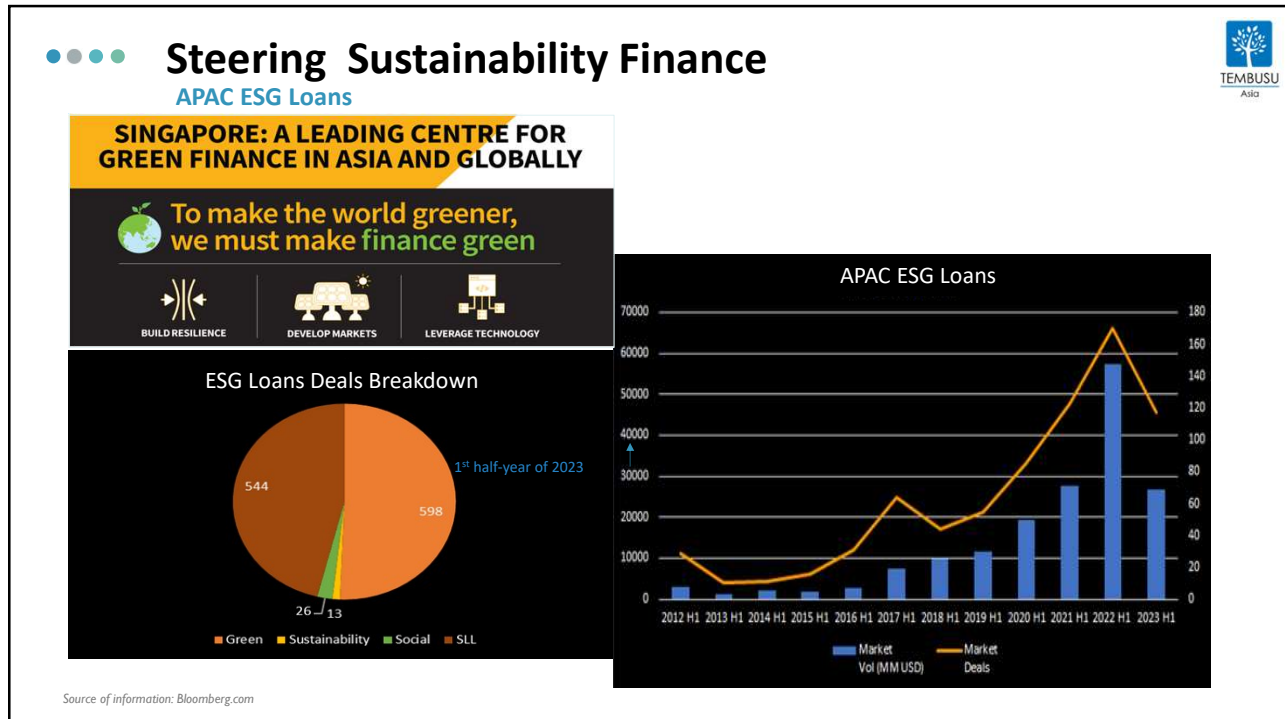 Steering Sustainability Finance
APAC ESG Loans
TEMBUSU
Asia
SINGAPORE: A LEADING CENTRE FOR
GREEN FINANCE IN ASIA AND GLOBALLY
To make the world greener,
we must make finance green
BUILD RESILIENCE
DEVELOP MARKETS
LEVERAGE TECHNOLOGY
ESG Loans Deals Breakdown
1st half-year of 2023
544
598
26
13
Green Sustainability Social SLL
APAC ESG Loans
70000
60000
50000
40000
30000
20000
10000
0
180
160
140
120
100
80
60
40
20
0
2012 H1 2013 H1 2014 H1 2015 H1 2016 H1 2017 H1 2018 H1 2019 H1 2020 H1 2021 H1 2022 H1 2023 H1
Market
Vol (MM USD)
Market
Deals
Source of information: Bloomberg.com